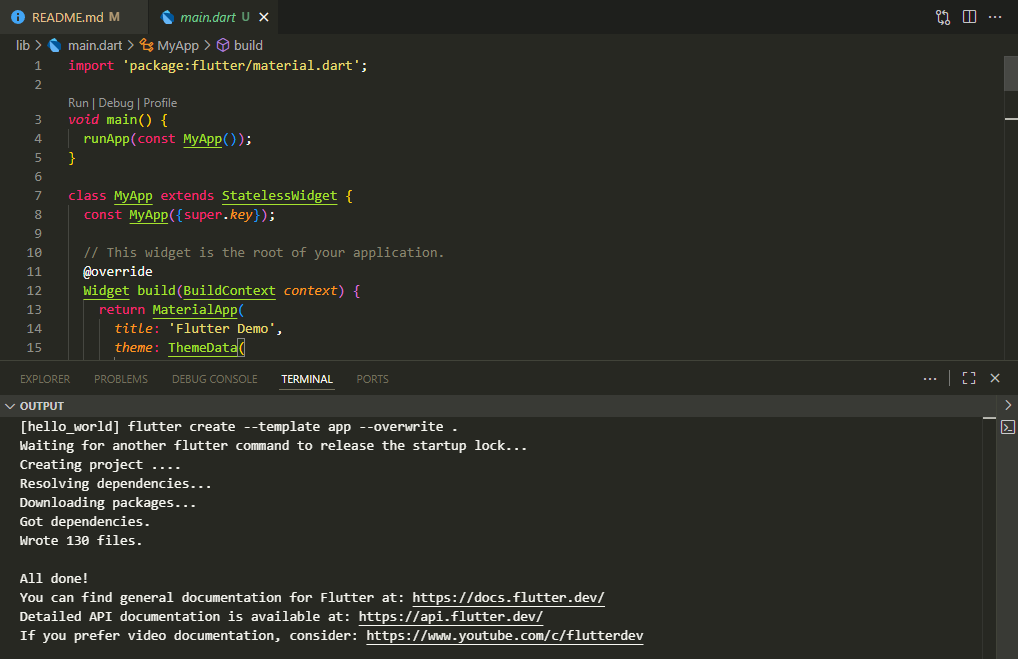 README.md M main.dart U
lib > main.dart > MyApp > build
1 import 'package:flutter/material.dart';
2
Run | Debug | Profile
3 void main() {
4 runApp(const MyApp());
5 }
6
7 class MyApp extends StatelessWidget {
8 const MyApp({super.key});
9
10 // This widget is the root of your application.
11 @override
12 Widget build(BuildContext context) {
13 return MaterialApp(
14 title: 'Flutter Demo',
15 theme: ThemeData(
EXPLORER PROBLEMS DEBUG CONSOLE TERMINAL PORTS
OUTPUT
[hello_world] flutter create --template app --overwrite .
Waiting for another flutter command to release the startup lock...
Creating project ....
Resolving dependencies...
Downloading packages...
Got dependencies.
Wrote 130 files.
All done!
You can find general documentation for Flutter at: https://docs.flutter.dev/
Detailed API documentation is available at: https://api.flutter.dev/
If you prefer video documentation, consider: https://www.youtube.com/c/flutterdev